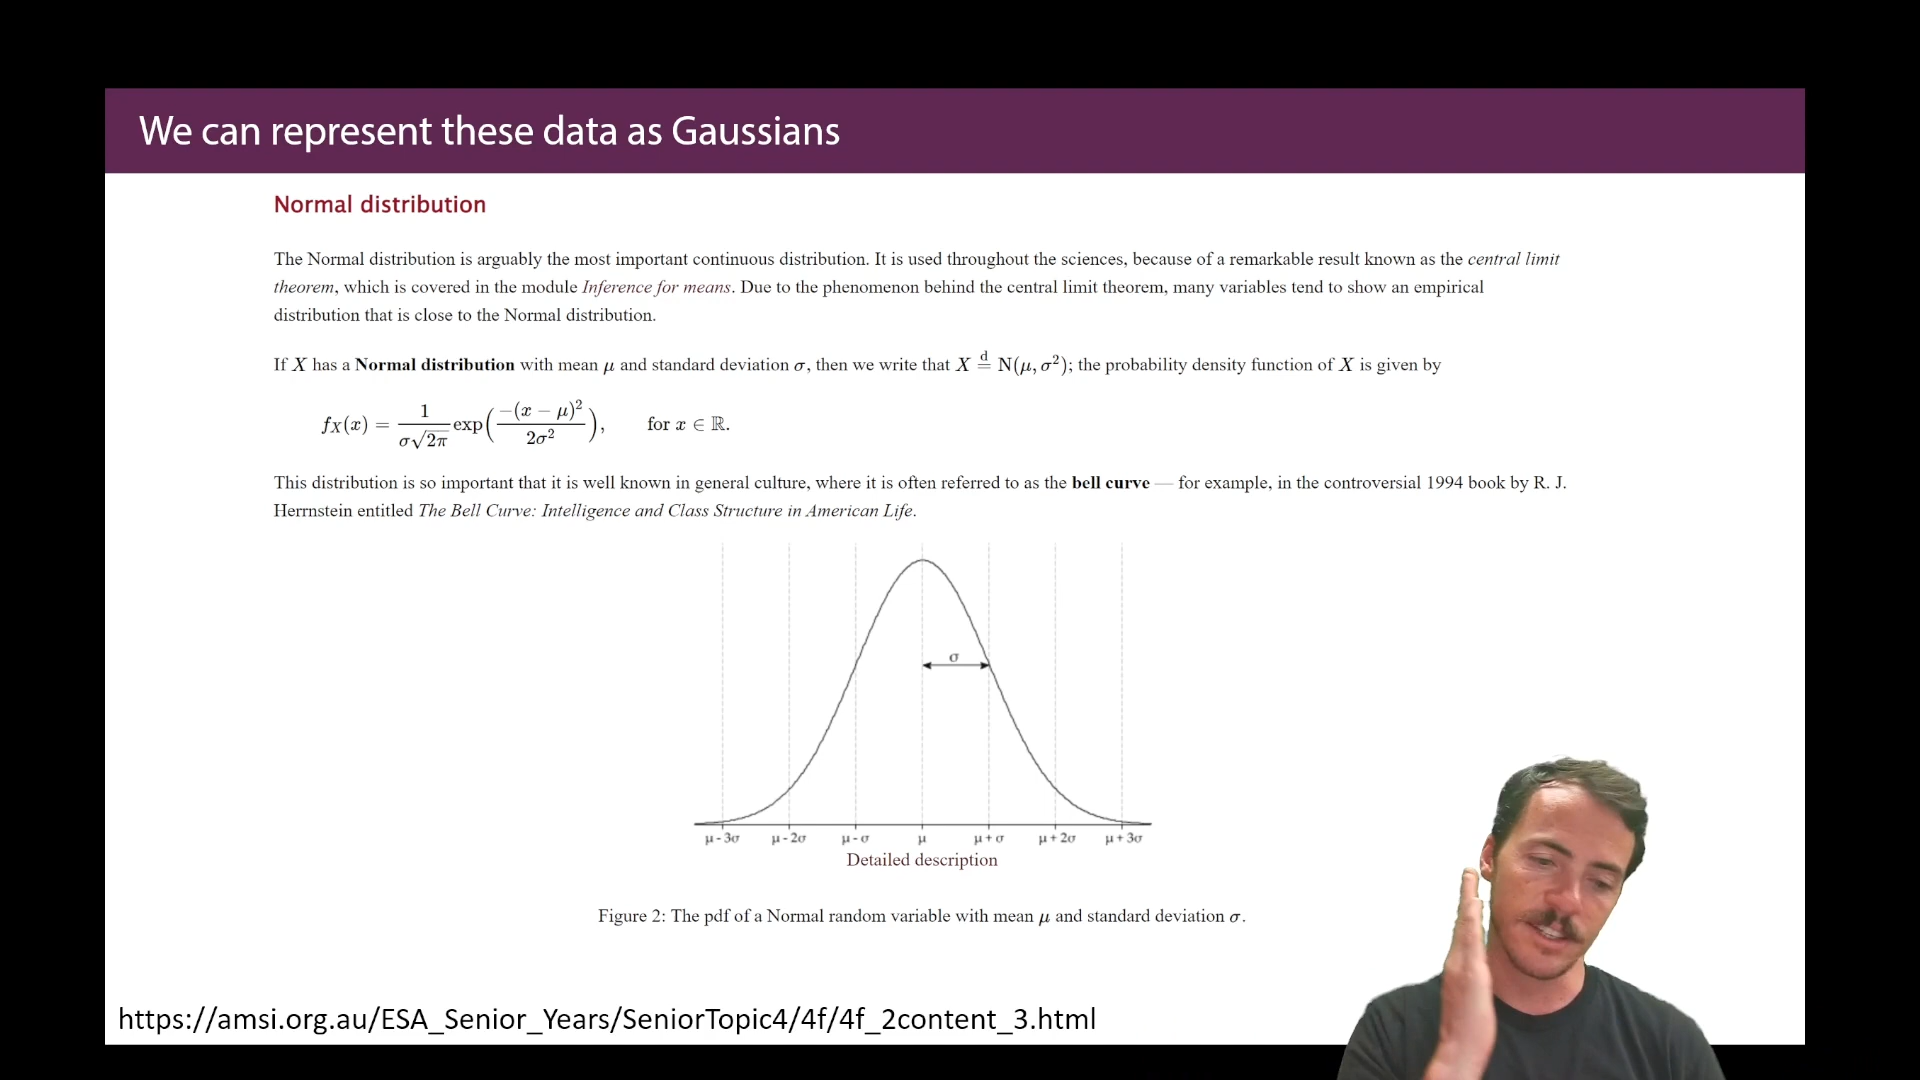 We can represent these data as Gaussians
Normal distribution
The Normal distribution is arguably the most important continuous distribution. It is used throughout the sciences, because of a remarkable result known as the central limit
theorem, which is covered in the module Inference for means. Due to the phenomenon behind the central limit theorem, many variables tend to show an empirical
distribution that is close to the Normal distribution.
If X has a Normal distribution with mean μ and standard deviation σ, then we write that X d= N(μ, σ²); the probability density function of X is given by
fX(x) = 1/(σ√2π) exp(−(x − μ)²/2σ²), for x ∈ ℝ.
This distribution is so important that it is well known in general culture, where it is often referred to as the bell curve — for example, in the controversial 1994 book by R. J.
Herrnstein entitled The Bell Curve: Intelligence and Class Structure in American Life.
σ
μ - 3σ μ - 2σ μ - σ μ μ + σ μ + 2σ μ + 3σ
Detailed description
Figure 2: The pdf of a Normal random variable with mean μ and standard deviation σ.
https://amsi.org.au/ESA_Senior_Years/SeniorTopic4/4f/4f_2content_3.html